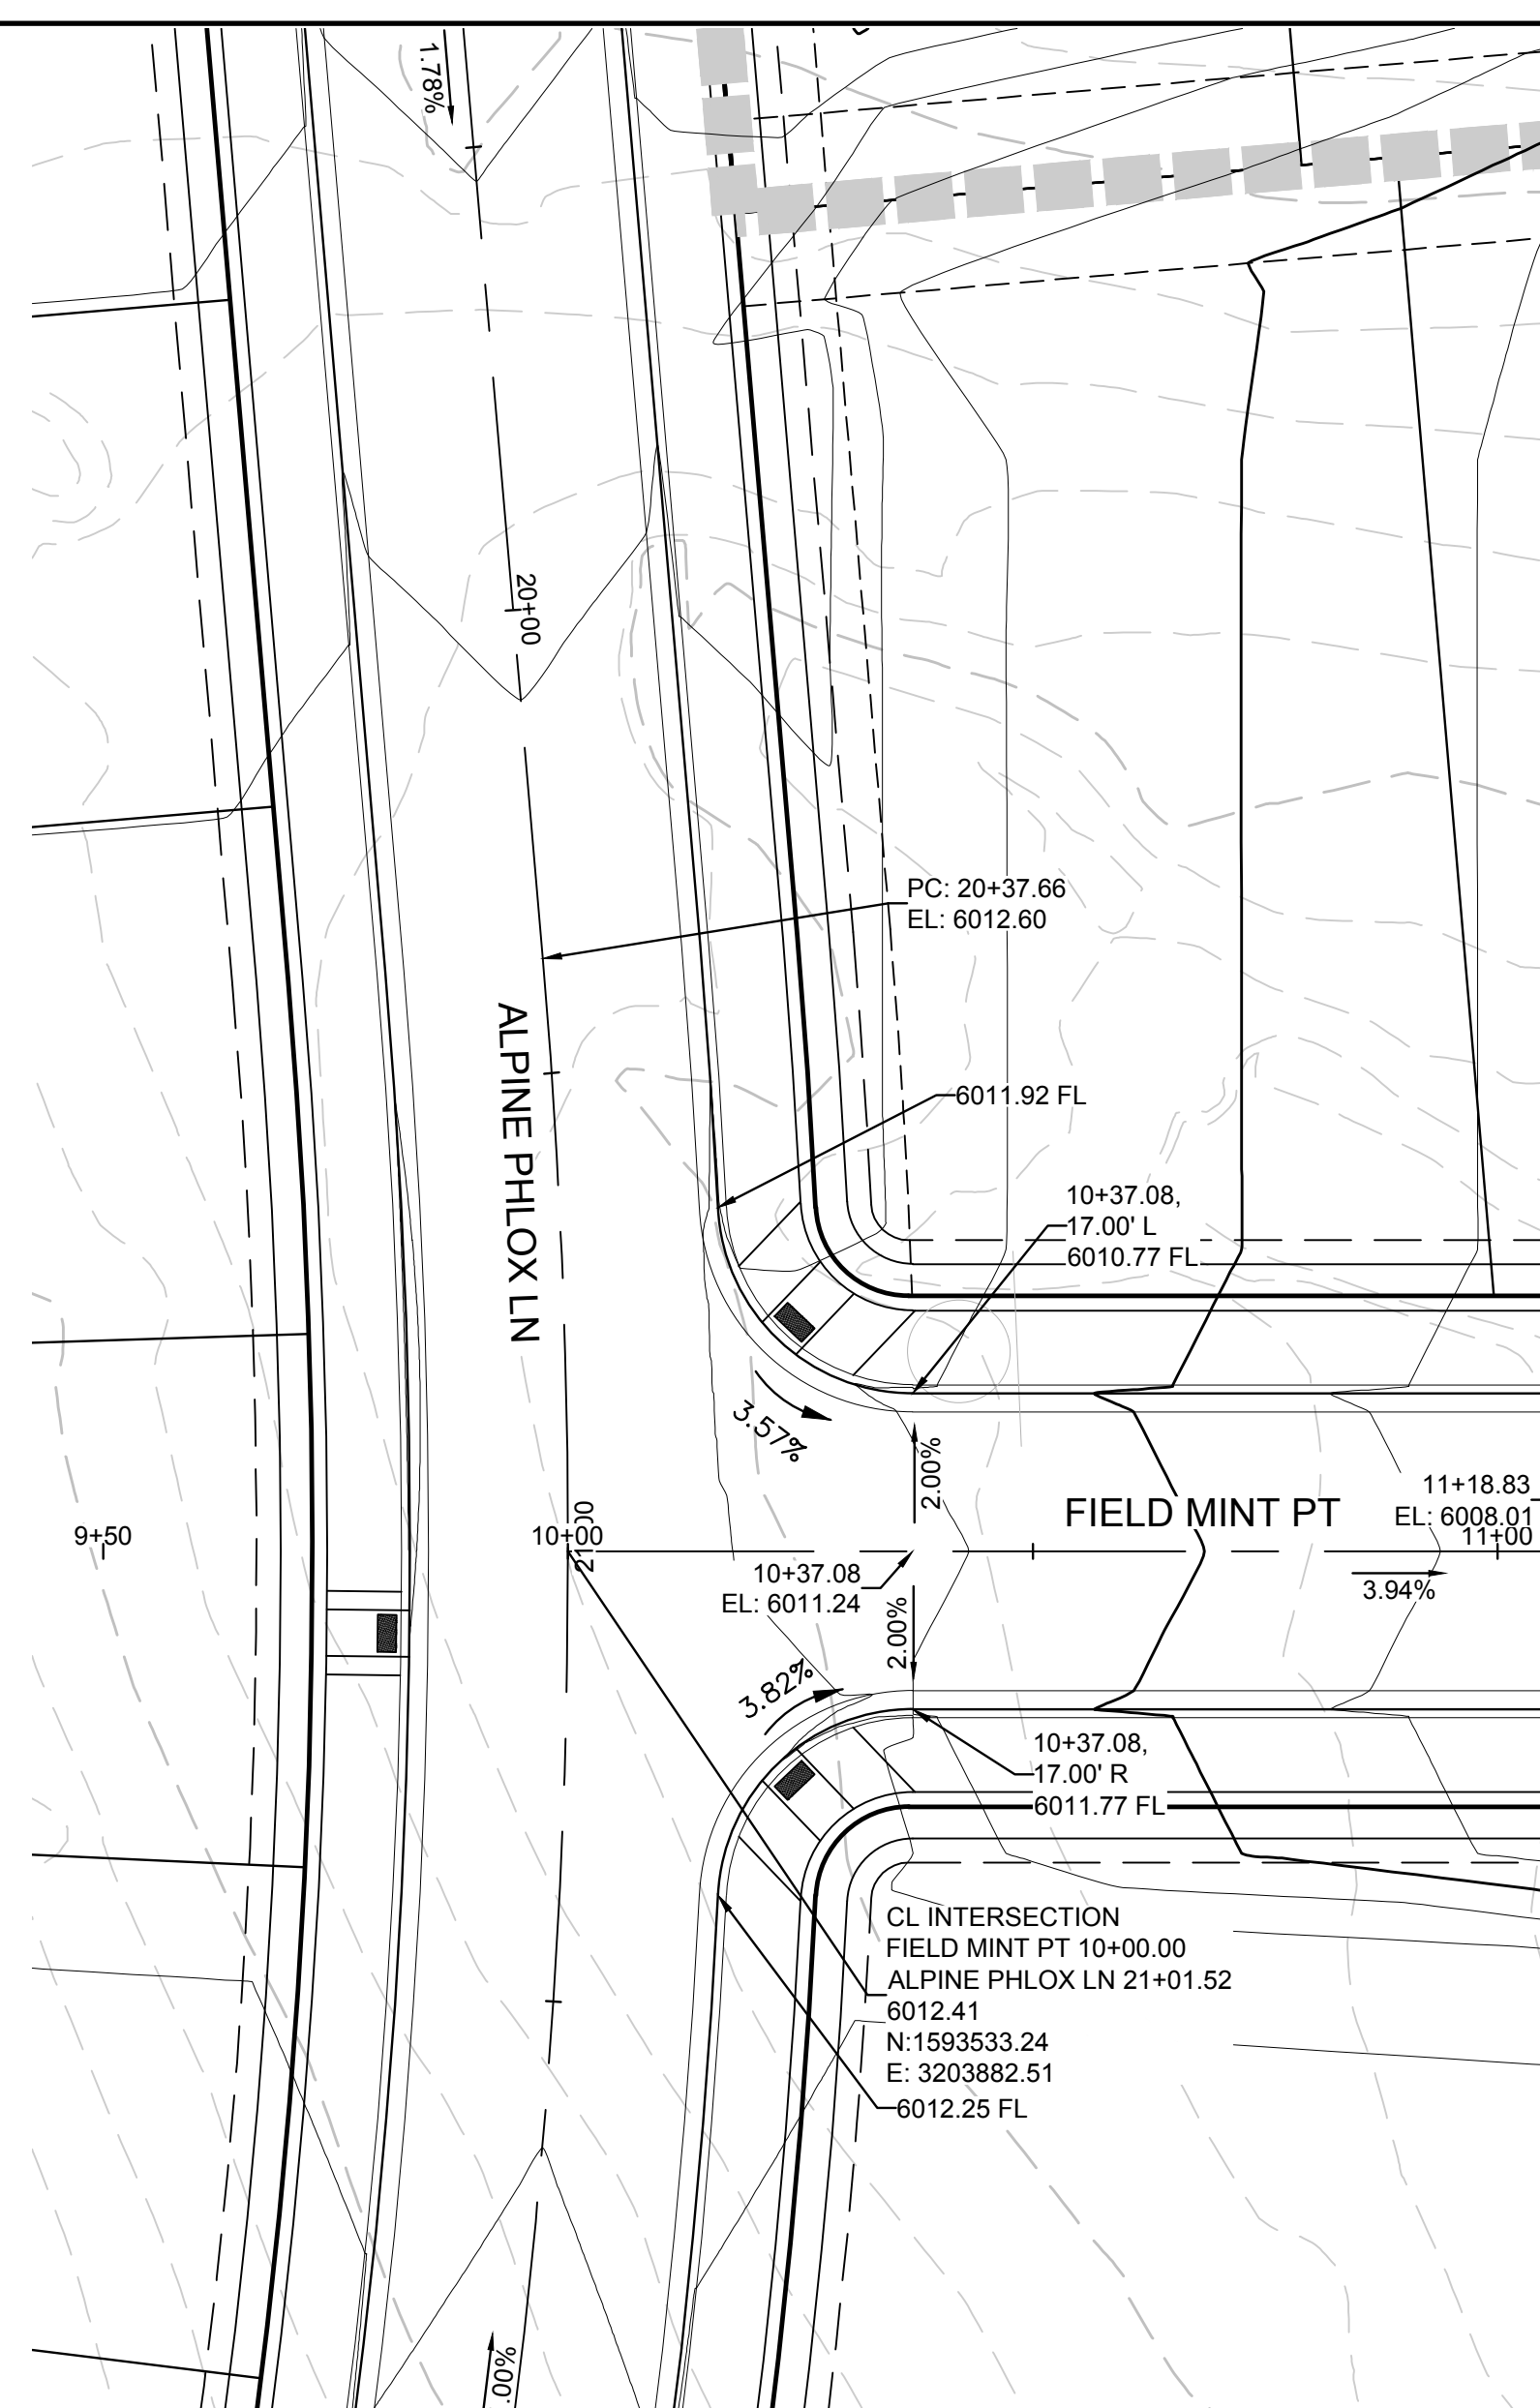 1.78%
20+00
PC: 20+37.66
EL: 6012.60
ALPINE PHLOX LN
6011.92 FL
10+37.08,
17.00' L
6010.77 FL
3.57%
2.00%
FIELD MINT PT
11+18.83
EL: 6008.01
11+00
9+50
10+00
21+00
10+37.08
EL: 6011.24
3.94%
2.00%
3.82%
10+37.08,
17.00' R
6011.77 FL
CL INTERSECTION
FIELD MINT PT 10+00.00
ALPINE PHLOX LN 21+01.52
6012.41
N:1593533.24
E: 3203882.51
6012.25 FL
.00%